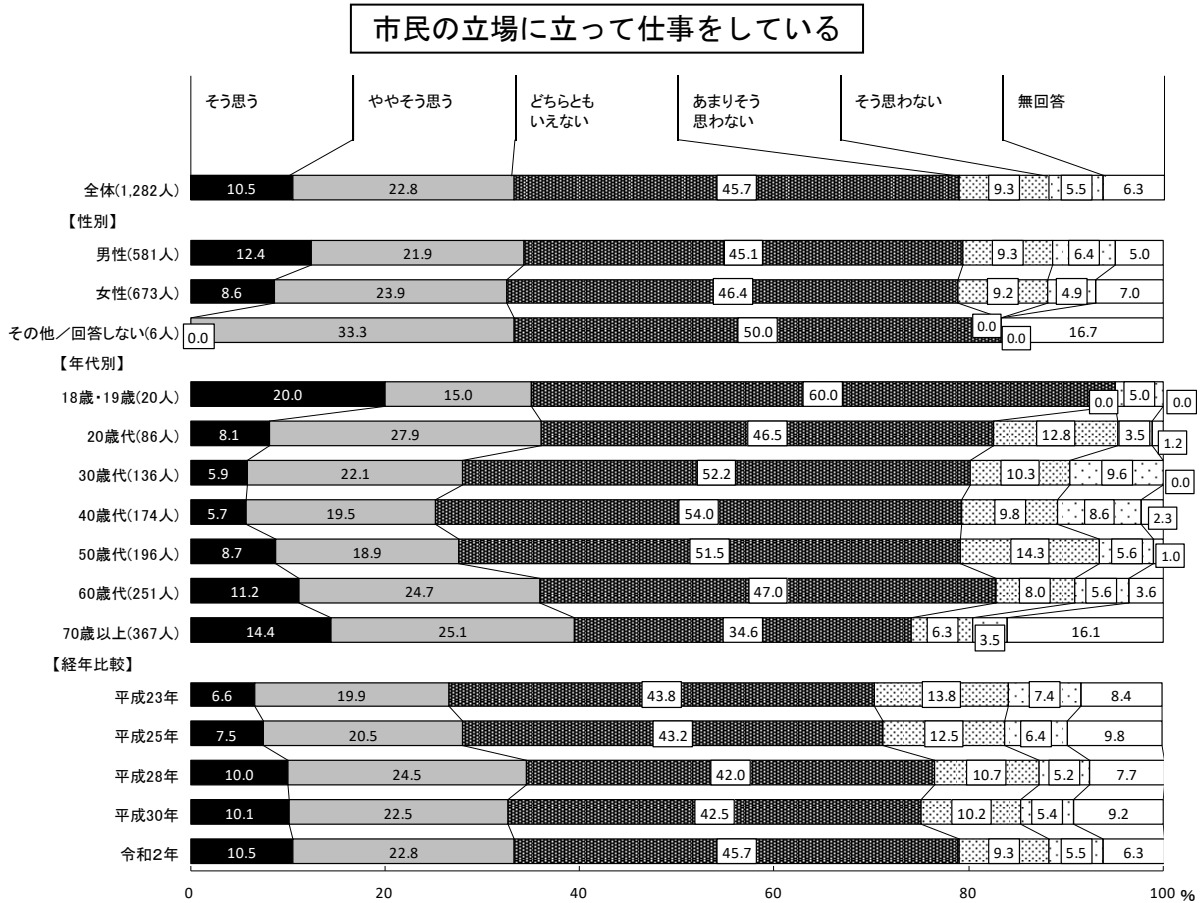 市民の立場に立って仕事をしている
そう思う ややそう思う どちらとも あまりそう そう思わない 無回答
いえない 思わない
全体(1,282人) 10.5 22.8 45.7 9.3 5.5 6.3
【性別】
男性(581人) 12.4 21.9 45.1 9.3 6.4 5.0
女性(673人) 8.6 23.9 46.4 9.2 4.9 7.0
その他／回答しない(6人) 0.0 33.3 50.0 0.0 0.0 16.7
【年代別】
18歳・19歳(20人) 20.0 15.0 60.0 0.0 5.0 0.0
20歳代(86人) 8.1 27.9 46.5 12.8 3.5 1.2
30歳代(136人) 5.9 22.1 52.2 10.3 9.6 0.0
40歳代(174人) 5.7 19.5 54.0 9.8 8.6 2.3
50歳代(196人) 8.7 18.9 51.5 14.3 5.6 1.0
60歳代(251人) 11.2 24.7 47.0 8.0 5.6 3.6
70歳以上(367人) 14.4 25.1 34.6 6.3 3.5 16.1
【経年比較】
平成23年 6.6 19.9 43.8 13.8 7.4 8.4
平成25年 7.5 20.5 43.2 12.5 6.4 9.8
平成28年 10.0 24.5 42.0 10.7 5.2 7.7
平成30年 10.1 22.5 42.5 10.2 5.4 9.2
令和2年 10.5 22.8 45.7 9.3 5.5 6.3
0 20 40 60 80 100 %